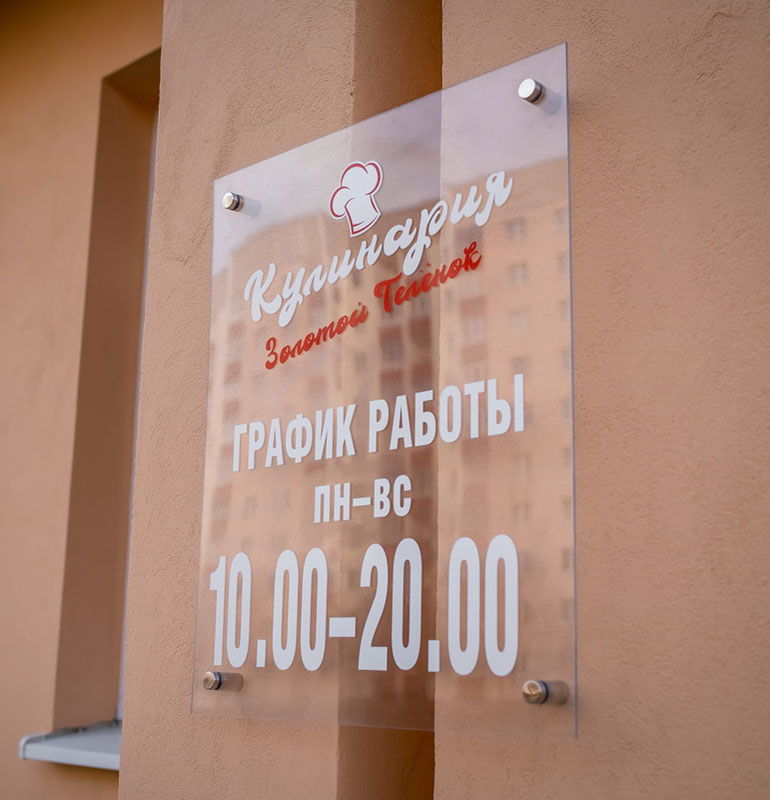 Кулинария
Золотой Телёнок
ГРАФИК РАБОТЫ
ПН–ВС
10.00–20.00